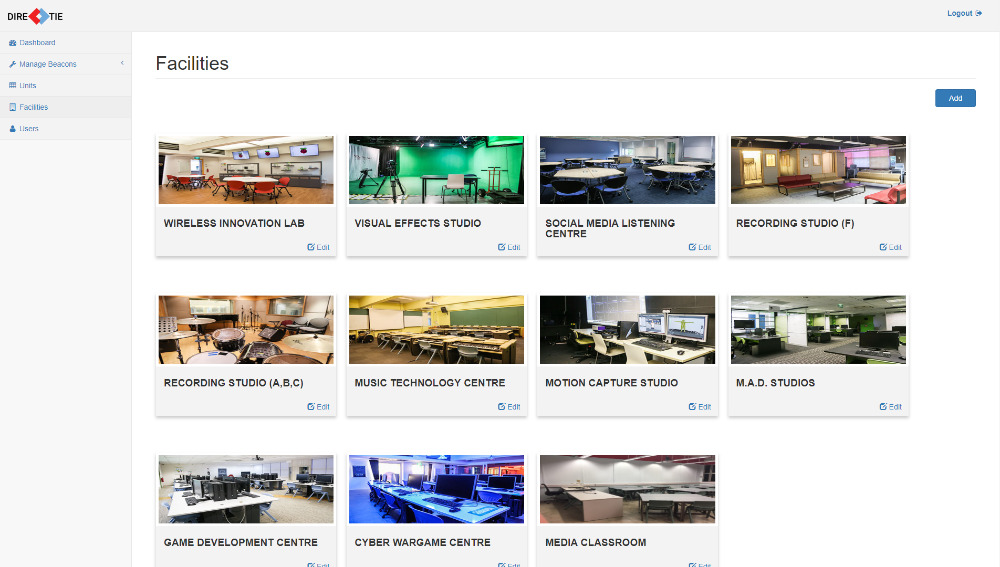 DIRE TIE
Logout
Dashboard
Manage Beacons
Units
Facilities
Users
Facilities
Add
WIRELESS INNOVATION LAB
Edit
VISUAL EFFECTS STUDIO
Edit
SOCIAL MEDIA LISTENING
CENTRE
Edit
RECORDING STUDIO (F)
Edit
RECORDING STUDIO (A,B,C)
Edit
MUSIC TECHNOLOGY CENTRE
Edit
MOTION CAPTURE STUDIO
Edit
M.A.D. STUDIOS
Edit
GAME DEVELOPMENT CENTRE
Edit
CYBER WARGAME CENTRE
Edit
MEDIA CLASSROOM
Edit